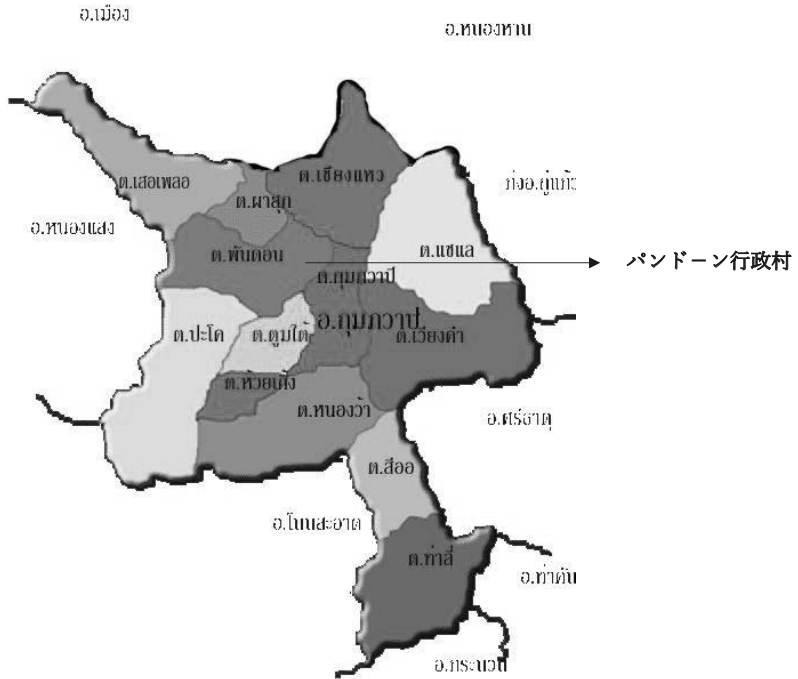 อ.เมือง
อ.หนองหาน
ต.เสอเพลอ
ต.เชียงแหว
กิ่งอ.กู่แก้ว
ต.ผาสุก
อ.หนองแสง
ต.พันดอน
ต.แชแล
パンドーン行政村
ต.กุมภวาปี
ต.ปะโค
ต.ตูมใต้
อ.กุมภวาปี
ต.เวียงคำ
ต.ห้วยเกิ้ง
ต.หนองว้า
อ.ศรีธาตุ
ต.สีออ
อ.โนนสะอาด
ต.ท่าลี่
อ.ท่าคัน
อ.กระนวน